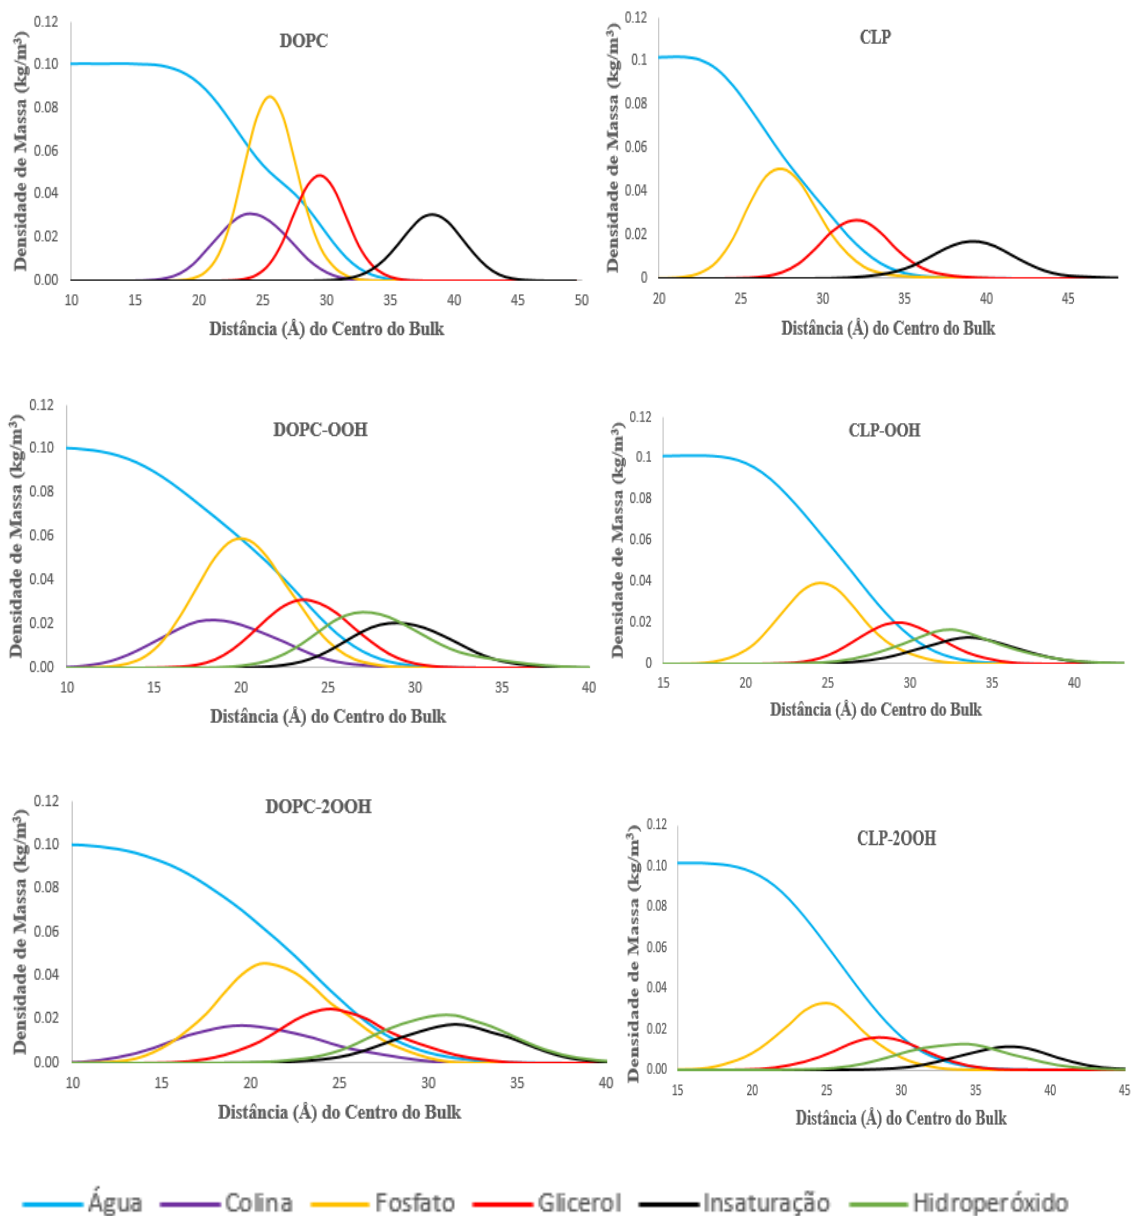 DOPC
Densidade de Massa (kg/m³)
0.12
0.10
0.08
0.06
0.04
0.02
0.00
10 15 20 25 30 35 40 45 50
Distância (Å) do Centro do Bulk
CLP
Densidade de Massa (kg/m³)
0.12
0.1
0.08
0.06
0.04
0.02
0
20 25 30 35 40 45
Distância (Å) do Centro do Bulk
DOPC-OOH
Densidade de Massa (kg/m³)
0.12
0.10
0.08
0.06
0.04
0.02
0.00
10 15 20 25 30 35 40
Distância (Å) do Centro do Bulk
CLP-OOH
Densidade de Massa (kg/m³)
0.12
0.1
0.08
0.06
0.04
0.02
0
15 20 25 30 35 40
Distância (Å) do Centro do Bulk
DOPC-2OOH
Densidade de Massa (kg/m³)
0.12
0.10
0.08
0.06
0.04
0.02
0.00
10 15 20 25 30 35 40
Distância (Å) do Centro do Bulk
CLP-2OOH
Densidade de Massa (kg/m³)
0.12
0.10
0.08
0.06
0.04
0.02
0.00
15 20 25 30 35 40 45
Distância (Å) do Centro do Bulk
Água Colina Fosfato Glicerol Insaturação Hidroperóxido